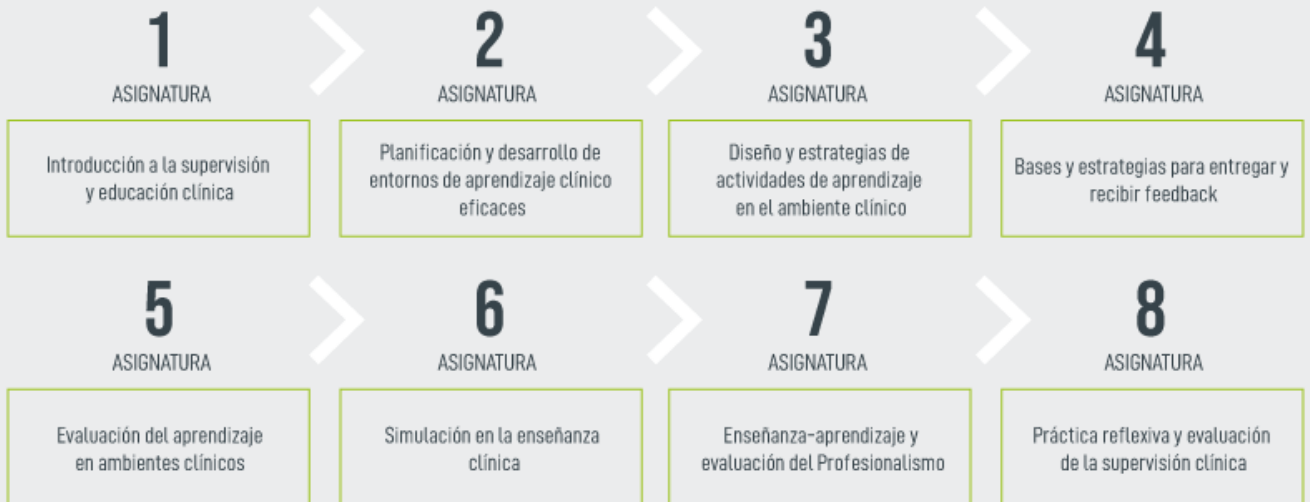 1
ASIGNATURA
Introducción a la supervisión
y educación clínica
2
ASIGNATURA
Planificación y desarrollo de
entornos de aprendizaje clínico
eficaces
3
ASIGNATURA
Diseño y estrategias de
actividades de aprendizaje
en el ambiente clínico
4
ASIGNATURA
Bases y estrategias para entregar y
recibir feedback
5
ASIGNATURA
Evaluación del aprendizaje
en ambientes clínicos
6
ASIGNATURA
Simulación en la enseñanza
clínica
7
ASIGNATURA
Enseñanza-aprendizaje y
evaluación del Profesionalismo
8
ASIGNATURA
Práctica reflexiva y evaluación
de la supervisión clínica